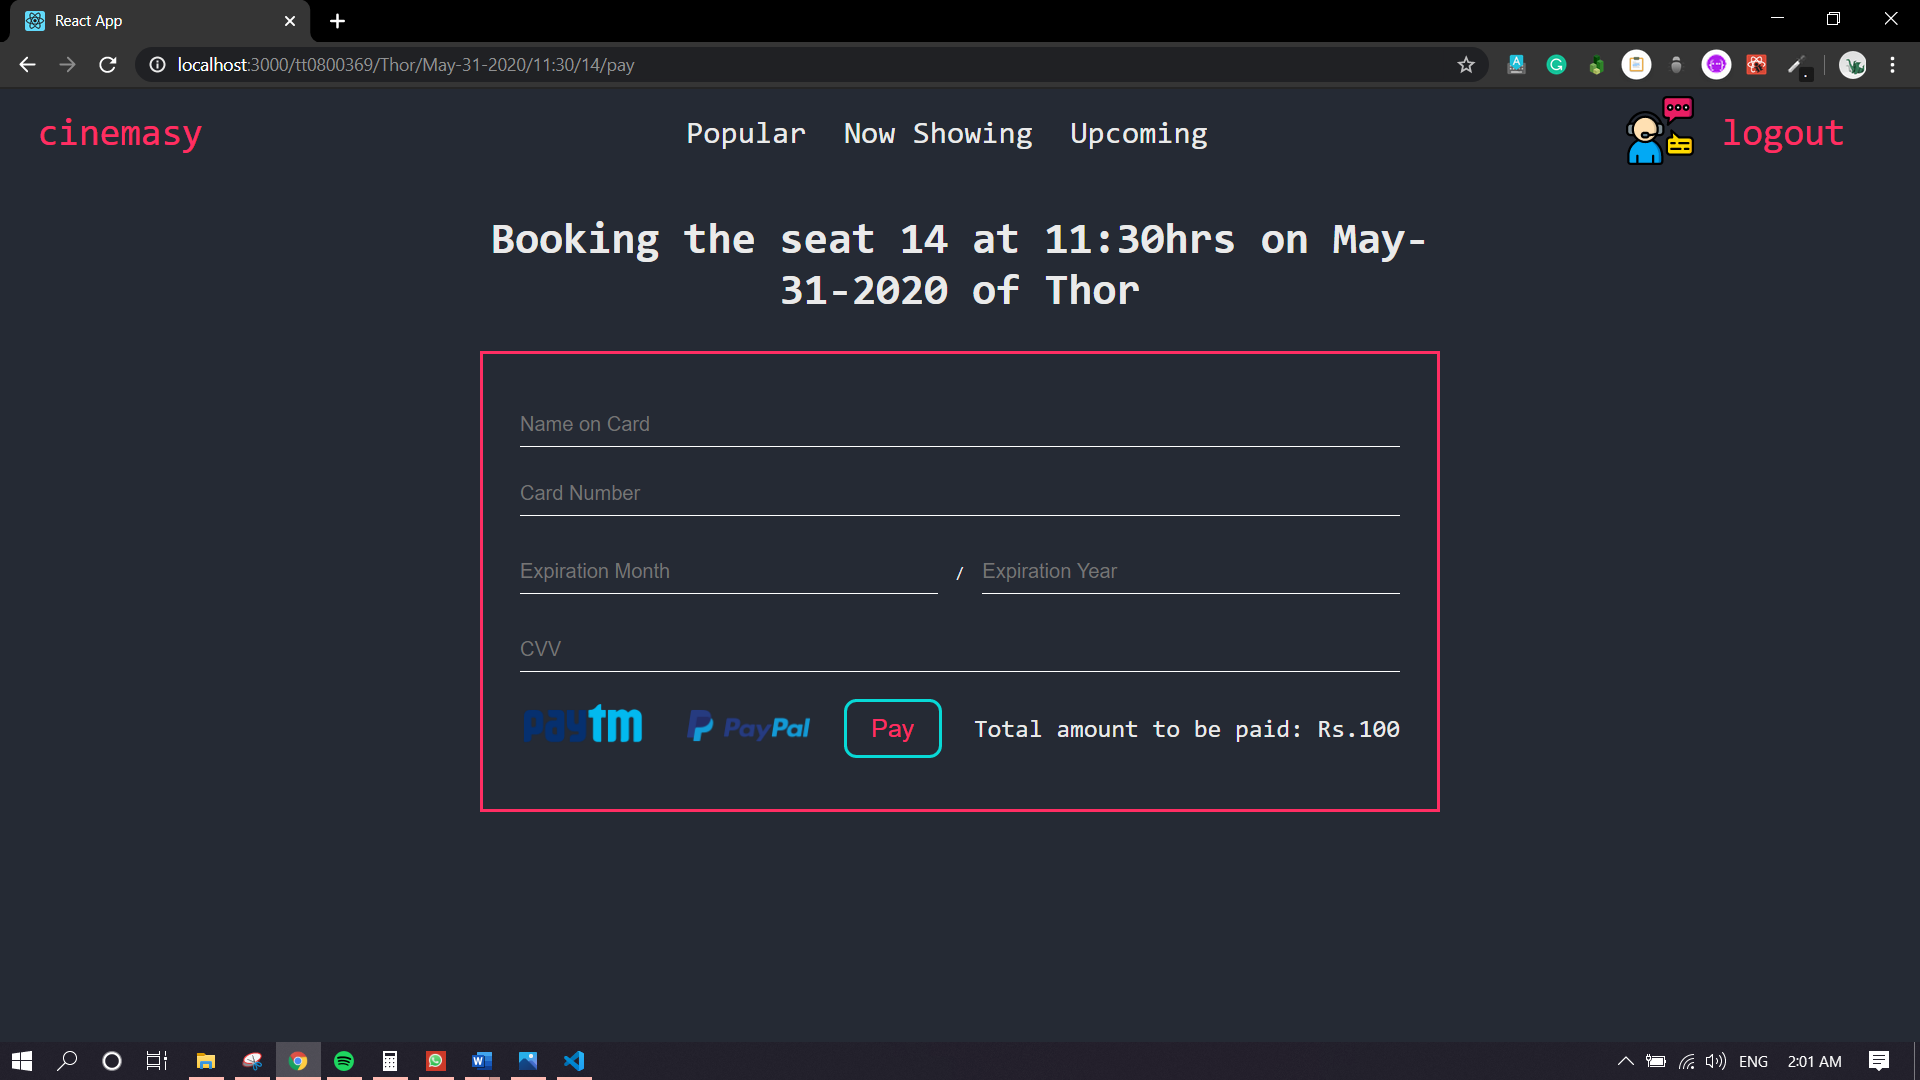 React App
localhost:3000/tt0800369/Thor/May-31-2020/11:30/14/pay
cinemasy
Popular Now Showing Upcoming
logout
Booking the seat 14 at 11:30hrs on May-
31-2020 of Thor
Name on Card
Card Number
Expiration Month / Expiration Year
CVV
paytm PayPal Pay Total amount to be paid: Rs.100
ENG 2:01 AM